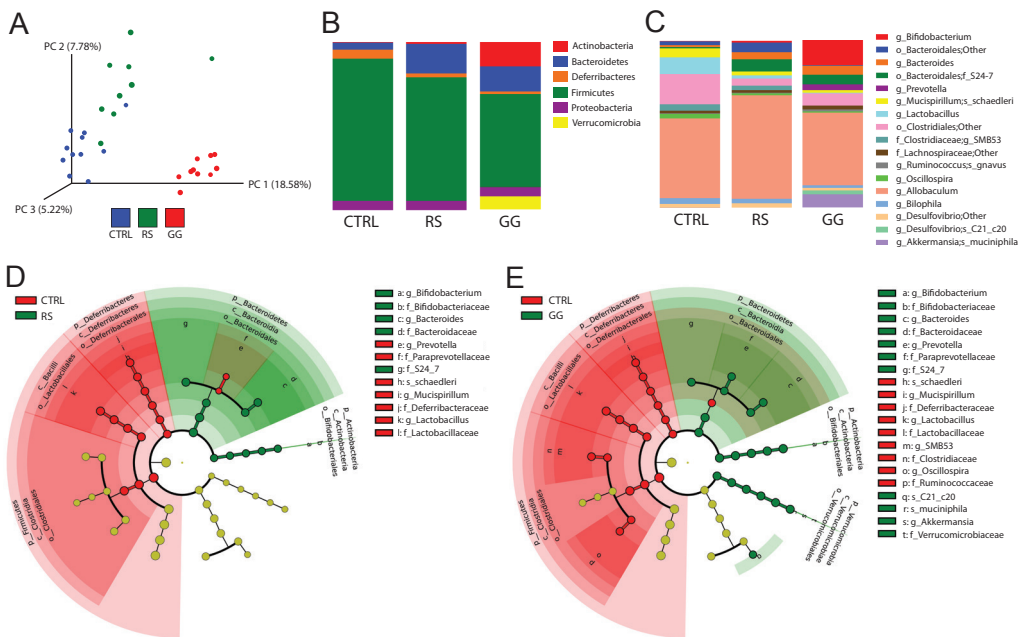 A
PC 2 (7.78%)
PC 1 (18.58%)
PC 3 (5.22%)
CTRL RS GG
B
CTRL RS GG
Actinobacteria
Bacteroidetes
Deferribacteres
Firmicutes
Proteobacteria
Verrucomicrobia
C
CTRL RS GG
g_Bifidobacterium
o_Bacteroidales;Other
g_Bacteroides
o_Bacteroidales;f_S24-7
g_Prevotella
g_Mucispirillum;s_schaedleri
g_Lactobacillus
o_Clostridiales;Other
f_Clostridiaceae;g_SMB53
f_Lachnospiraceae;Other
g_Ruminococcus;s_gnavus
g_Oscillospira
g_Allobaculum
g_Bilophila
g_Desulfovibrio;Other
g_Desulfovibrio;s_C21_c20
g_Akkermansia;s_muciniphila
D
CTRL
RS
p__Deferribacteres
c__Deferribacteres
o__Deferribacterales
c__Bacilli
o__Lactobacillales
p__Firmicutes
c__Clostridia
o__Clostridiales
p__Bacteroidetes
c__Bacteroidia
o__Bacteroidales
p__Actinobacteria
c__Actinobacteria
o__Bifidobacteriales
g
f
e
d
c
b
a
j
l
k
a: g_Bifidobacterium
b: f_Bifidobacteriaceae
c: g_Bacteroides
d: f_Bacteroidaceae
e: g_Prevotella
f: f_Paraprevotellaceae
g: f_S24_7
h: s_schaedleri
i: g_Mucispirillum
j: f_Deferribacteraceae
k: g_Lactobacillus
l: f_Lactobacillaceae
E
CTRL
GG
p__Deferribacteres
c__Deferribacteres
o__Deferribacterales
c__Bacilli
o__Lactobacillales
p__Firmicutes
c__Clostridia
o__Clostridiales
p__Bacteroidetes
c__Bacteroidia
o__Bacteroidales
p__Actinobacteria
c__Actinobacteria
o__Bifidobacteriales
p__Verrucomicrobia
c__Verrucomicrobiae
o__Verrucomicrobiales
g
f
e
d
c
b
a
j
l
k
n
m
a: g_Bifidobacterium
b: f_Bifidobacteriaceae
c: g_Bacteroides
d: f_Bacteroidaceae
e: g_Prevotella
f: f_Paraprevotellaceae
g: f_S24_7
h: s_schaedleri
i: g_Mucispirillum
j: f_Deferribacteraceae
k: g_Lactobacillus
l: f_Lactobacillaceae
m: g_SMB53
n: f_Clostridiaceae
o: g_Oscillospira
p: f_Ruminococcaceae
q: s_C21_c20
r: s_muciniphila
s: g_Akkermansia
t: f_Verrucomicrobiaceae